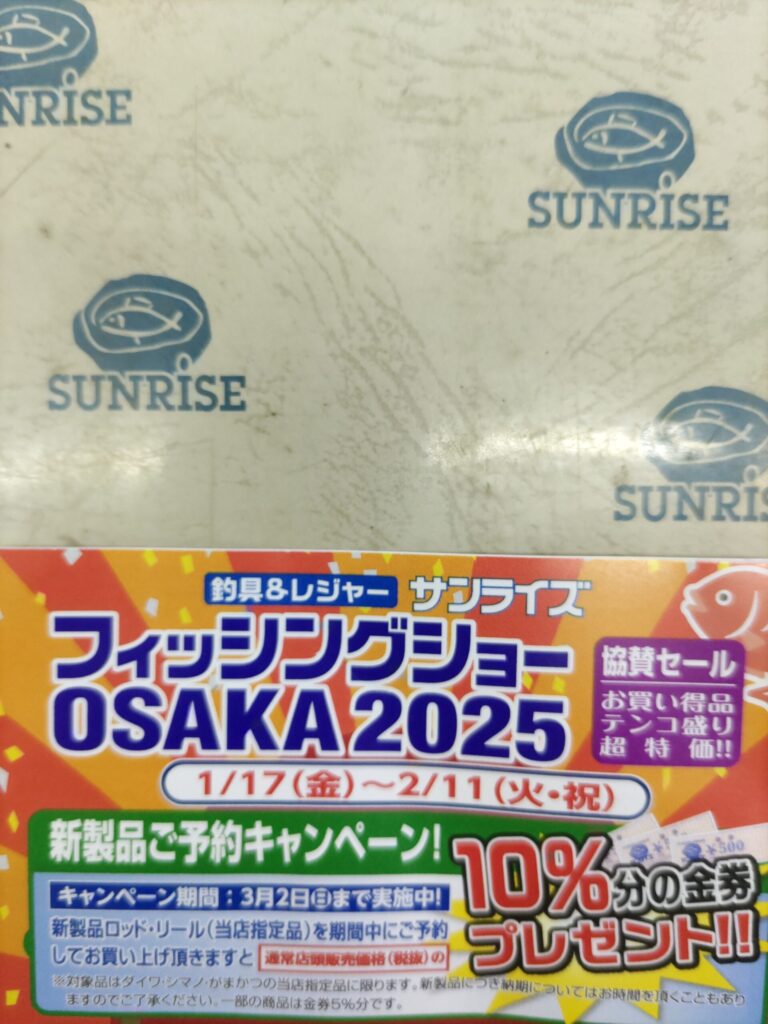 NRISE
SUNRISE
SUNRISE
SUNRIS
釣具&レジャー サンライズ
フィッシングショー
OSAKA 2025
協賛セール
お買い得品
テンコ盛り
超特価!!
1/17(金)~2/11(火・祝)
新製品ご予約キャンペーン!
キャンペーン期間:3月2日㊐まで実施中!
新製品ロッド・リール(当店指定品)を期間中にご予約
してお買い上げ頂きますと 通常店頭販売価格(税抜)の
500
10%分の金券
プレゼント!!
※対象品はダイワ・シマノ・がまかつの当店指定品に限ります。新製品につき納期についてはお時間を頂くこともあり
ますのでご了承ください。一部の商品は金券5%分です。